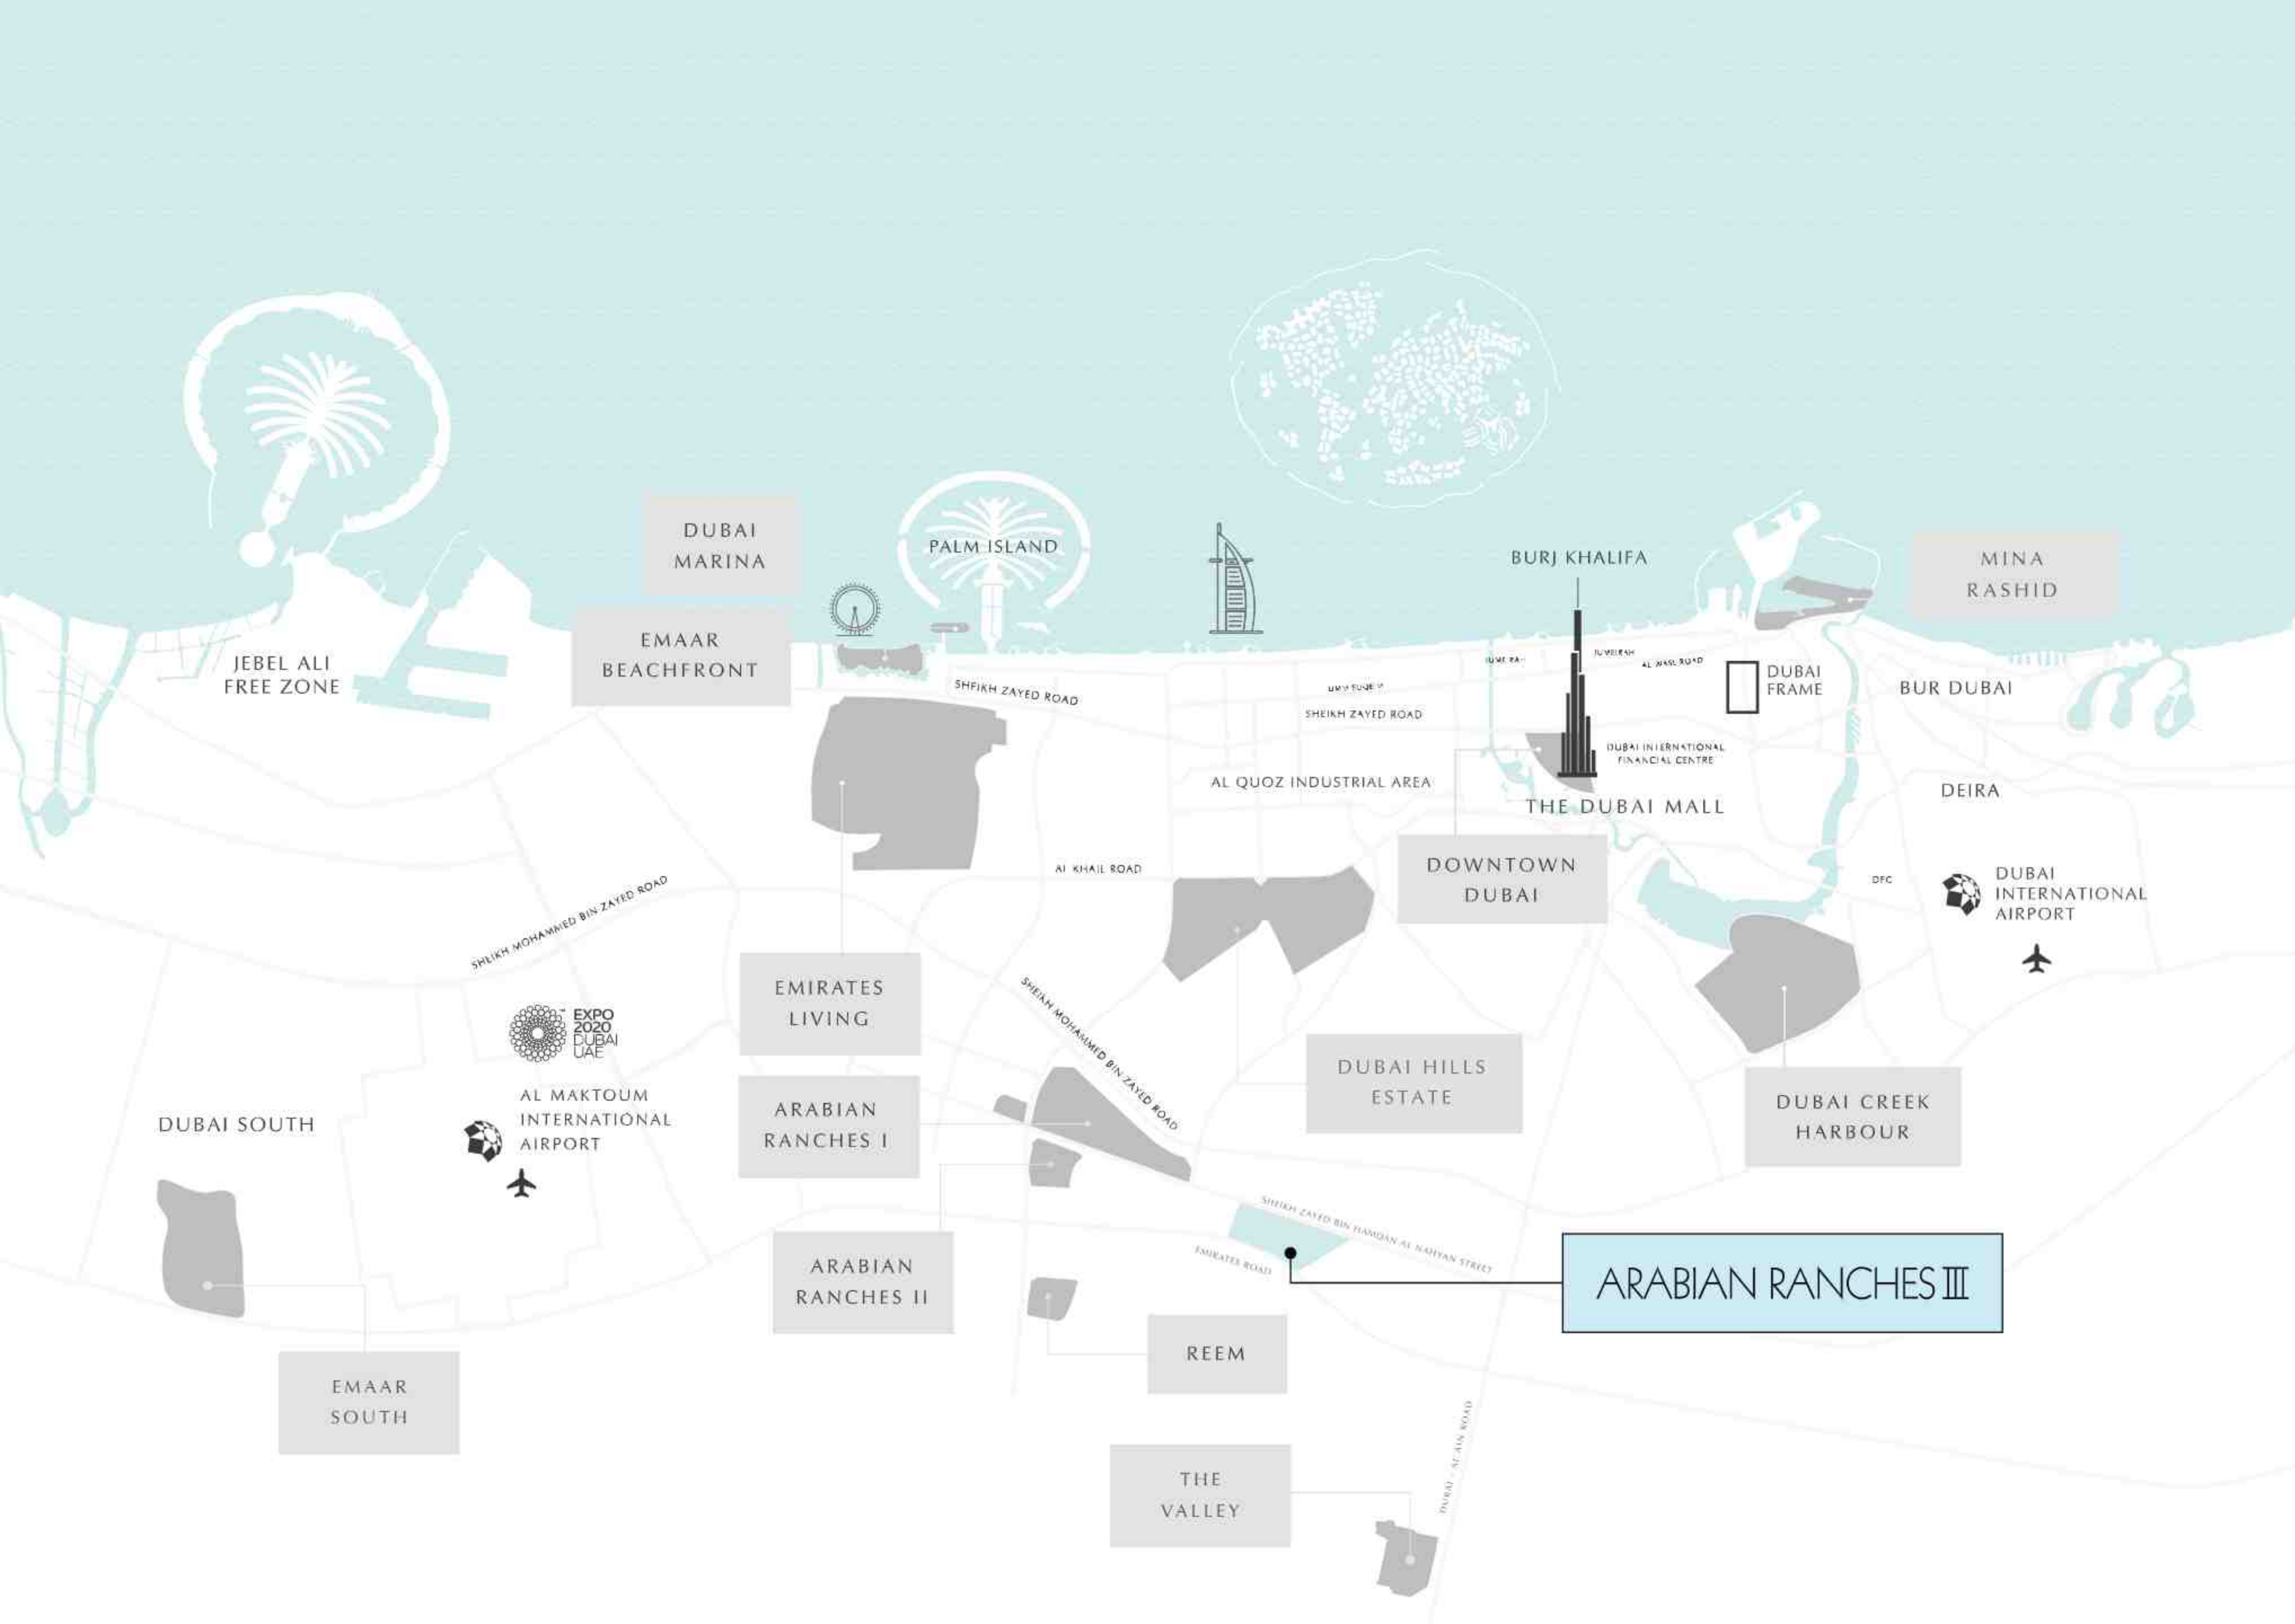 DUBAI
MARINA
PALM ISLAND
BURJ KHALIFA
MINA
RASHID
EMAAR
BEACHFRONT
JEBEL ALI
FREE ZONE
SHEIKH ZAYED ROAD
JUMEIRAH
AL WASL ROAD
DUBAI
FRAME
BUR DUBAI
SHEIKH ZAYED ROAD
DUBAI INTERNATIONAL
FINANCIAL CENTRE
AL QUOZ INDUSTRIAL AREA
THE DUBAI MALL
DEIRA
DOWNTOWN
DUBAI
AL KHAIL ROAD
DFC
DUBAI
INTERNATIONAL
AIRPORT
SHEIKH MOHAMMED BIN ZAYED ROAD
EMIRATES
LIVING
SHEIKH MOHAMMED BIN ZAYED ROAD
EXPO
2020
DUBAI
UAE
DUBAI HILLS
ESTATE
DUBAI CREEK
HARBOUR
AL MAKTOUM
INTERNATIONAL
AIRPORT
DUBAI SOUTH
ARABIAN
RANCHES I
SHEIKH ZAYED BIN HAMDAN AL NAHYAN STREET
EMIRATES ROAD
ARABIAN RANCHES III
ARABIAN
RANCHES II
REEM
EMAAR
SOUTH
DUBAI - AL AIN ROAD
THE
VALLEY